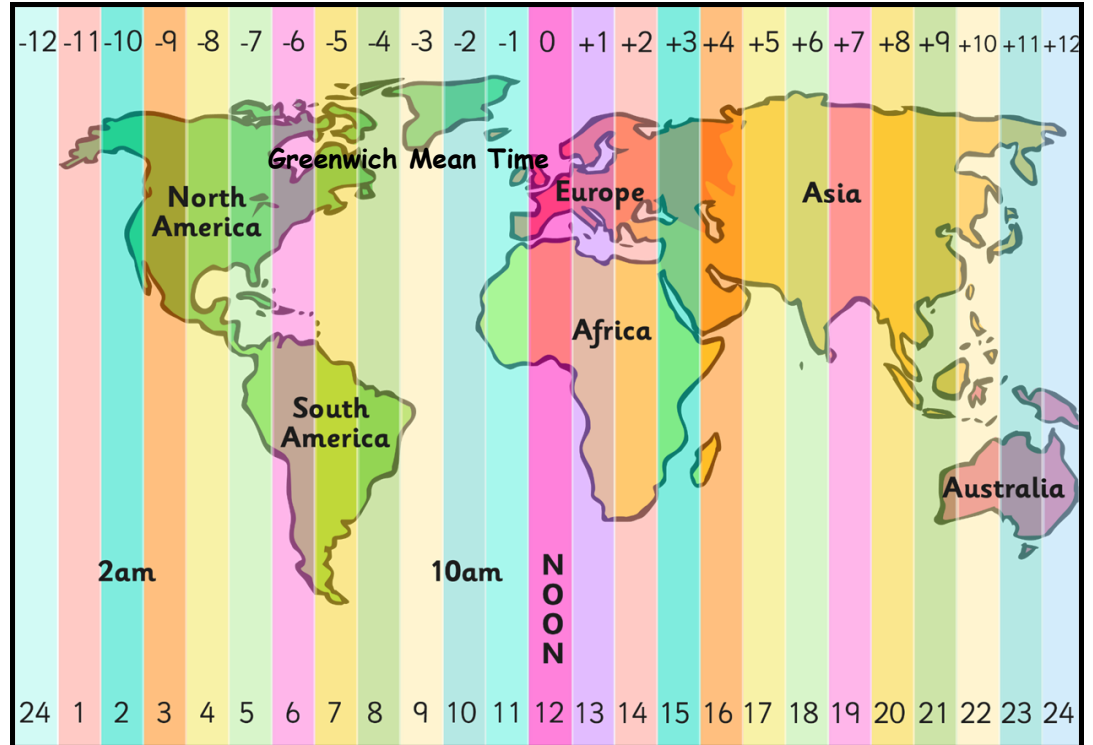 -12 -11 -10 -9 -8 -7 -6 -5 -4 -3 -2 -1 0 +1 +2 +3 +4 +5 +6 +7 +8 +9 +10 +11 +12
Greenwich Mean Time
North
America
Europe
Asia
Africa
South
America
Australia
2am
10am
N
O
O
N
24 1 2 3 4 5 6 7 8 9 10 11 12 13 14 15 16 17 18 19 20 21 22 23 24